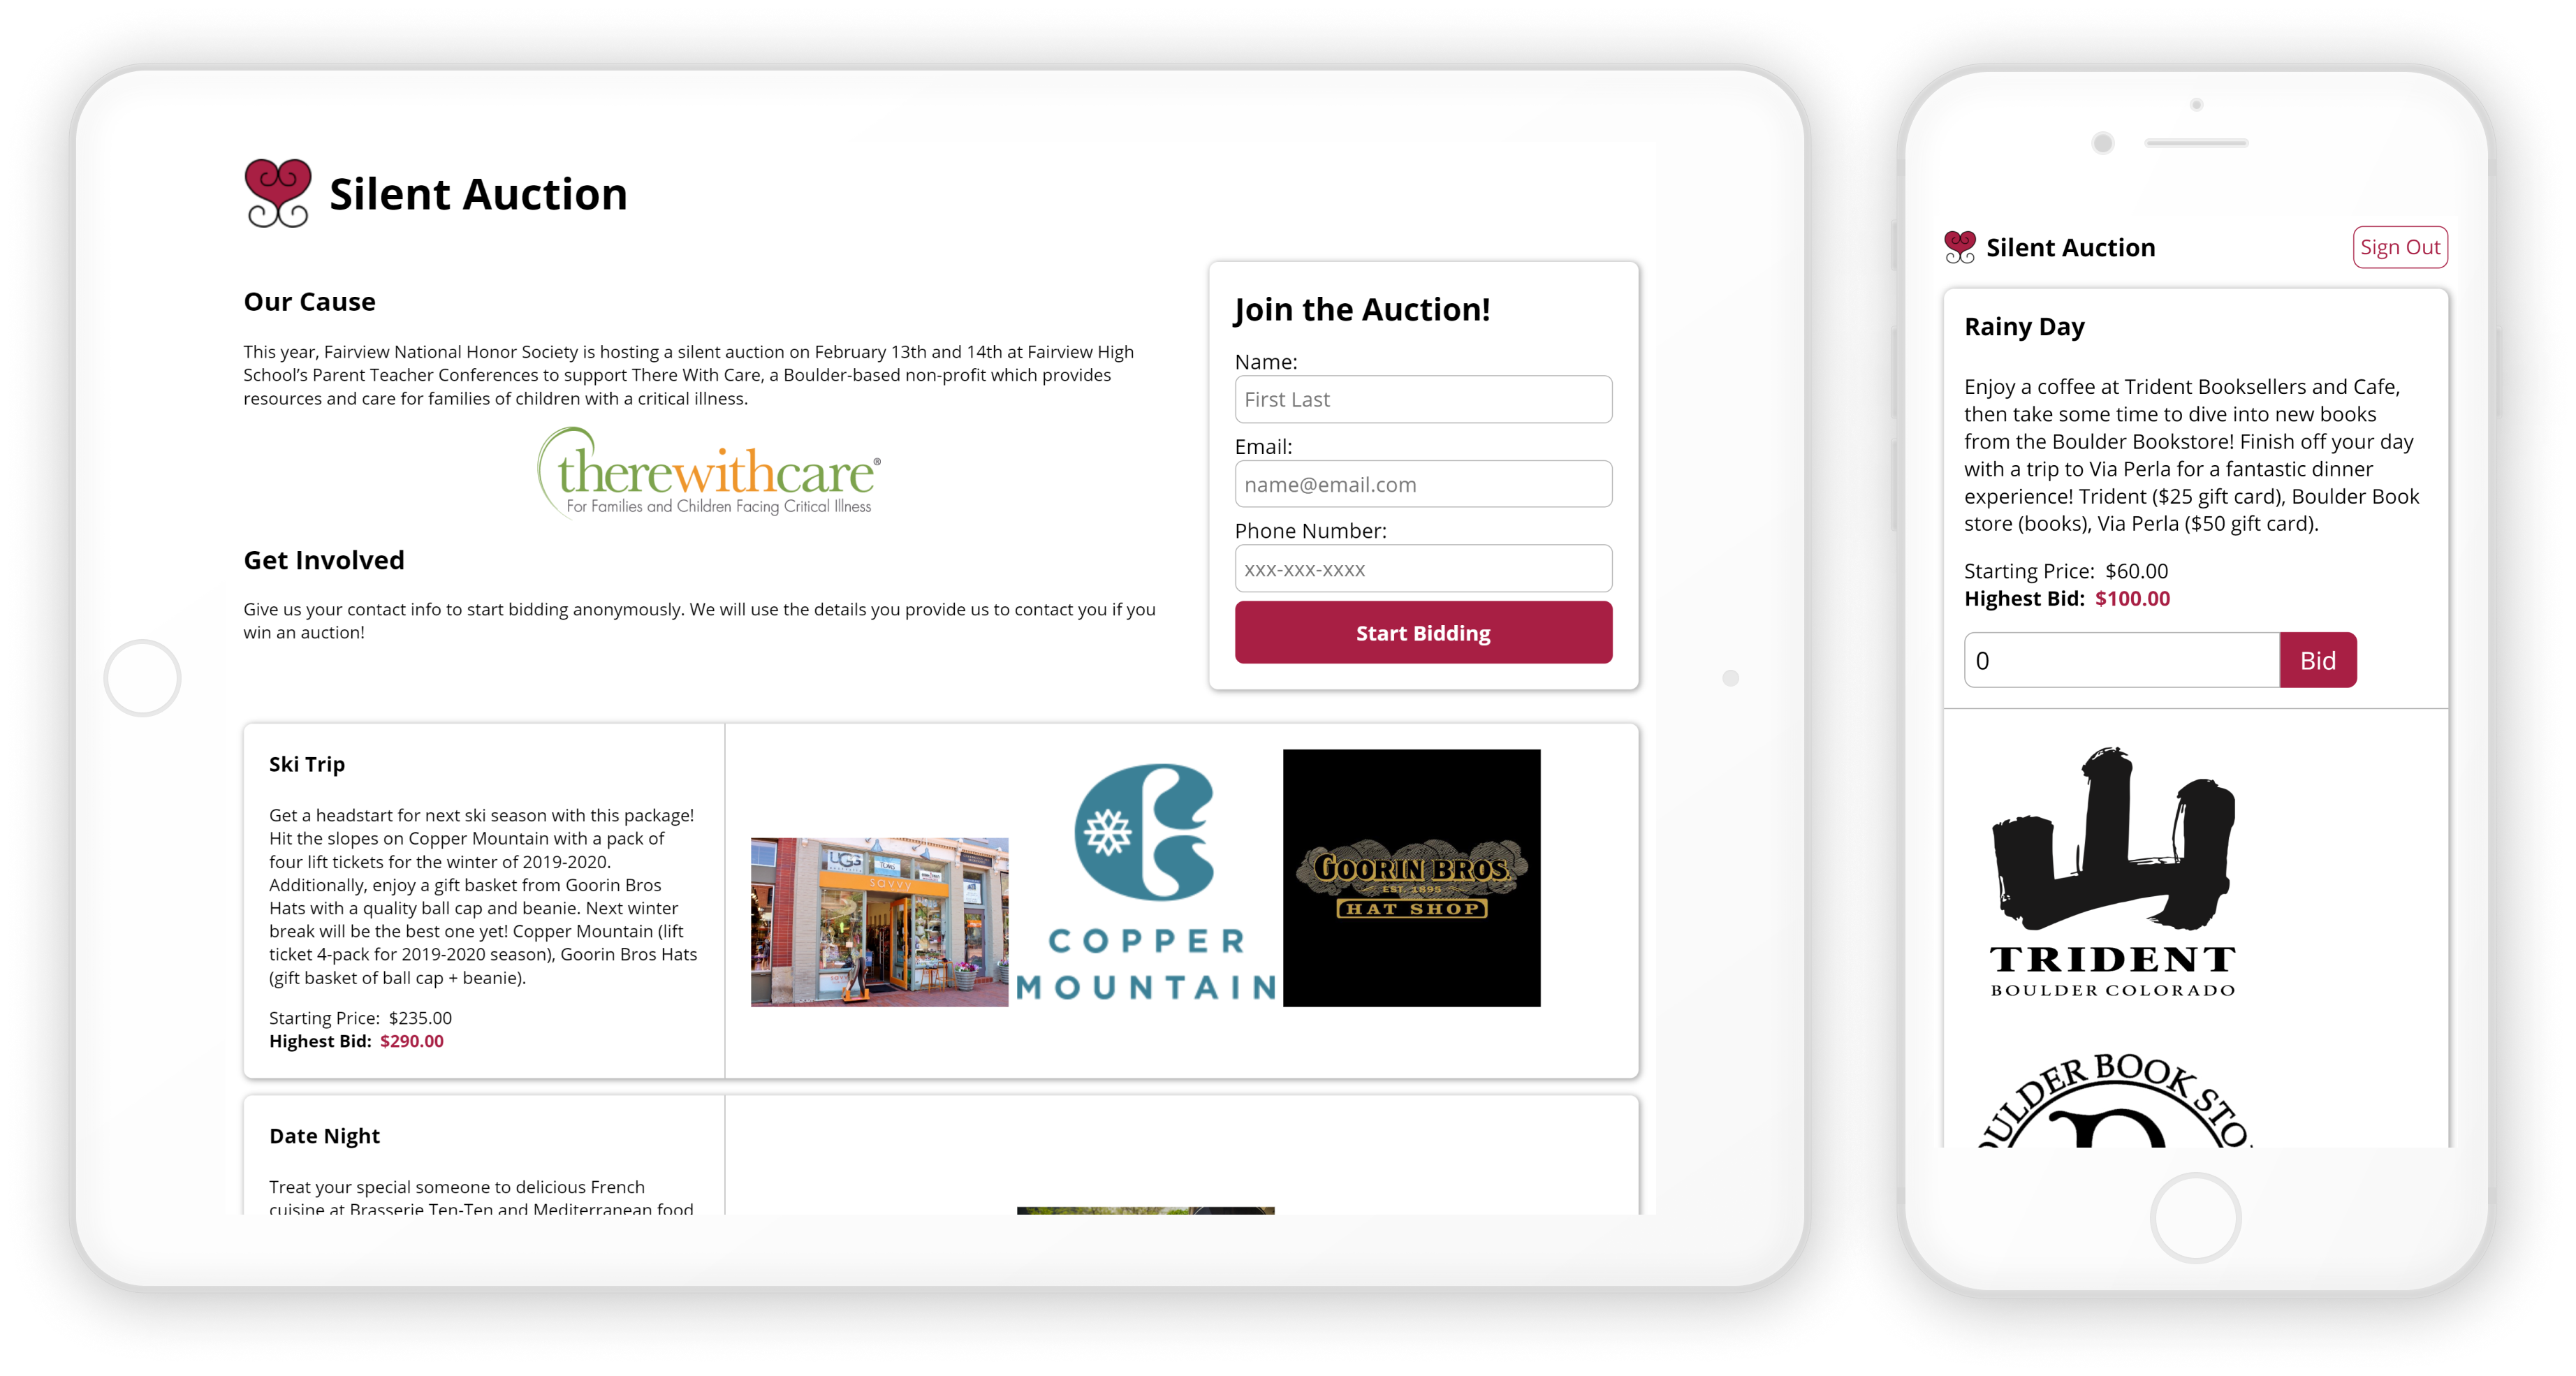 Silent Auction
Our Cause
This year, Fairview National Honor Society is hosting a silent auction on February 13th and 14th at Fairview High
School’s Parent Teacher Conferences to support There With Care, a Boulder-based non-profit which provides
resources and care for families of children with a critical illness.
therewithcare®
For Families and Children Facing Critical Illness
Get Involved
Give us your contact info to start bidding anonymously. We will use the details you provide us to contact you if you
win an auction!
Join the Auction!
Name:
First Last
Email:
name@email.com
Phone Number:
xxx-xxx-xxxx
Start Bidding
Ski Trip
Get a headstart for next ski season with this package!
Hit the slopes on Copper Mountain with a pack of
four lift tickets for the winter of 2019-2020.
Additionally, enjoy a gift basket from Goorin Bros
Hats with a quality ball cap and beanie. Next winter
break will be the best one yet! Copper Mountain (lift
ticket 4-pack for 2019-2020 season), Goorin Bros Hats
(gift basket of ball cap + beanie).
Starting Price: $235.00
Highest Bid: $290.00
UGG
TOMS
savvy
COPPER
MOUNTAIN
GOORIN BROS.
EST. 1895
HAT SHOP
Date Night
Treat your special someone to delicious French
cuisine at Brasserie Ten-Ten and Mediterranean food
Silent Auction
Sign Out
Rainy Day
Enjoy a coffee at Trident Booksellers and Cafe,
then take some time to dive into new books
from the Boulder Bookstore! Finish off your day
with a trip to Via Perla for a fantastic dinner
experience! Trident ($25 gift card), Boulder Book
store (books), Via Perla ($50 gift card).
Starting Price: $60.00
Highest Bid: $100.00
0
Bid
TRIDENT
BOULDER COLORADO
OULDER BOOK STO